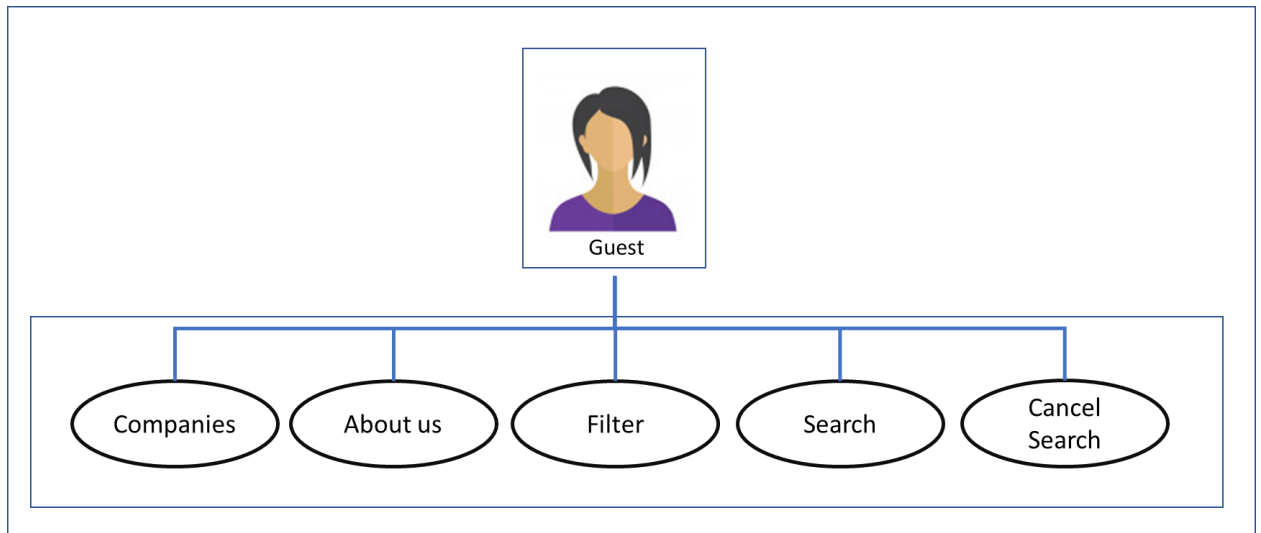 Guest
Companies
About us
Filter
Search
Cancel
Search